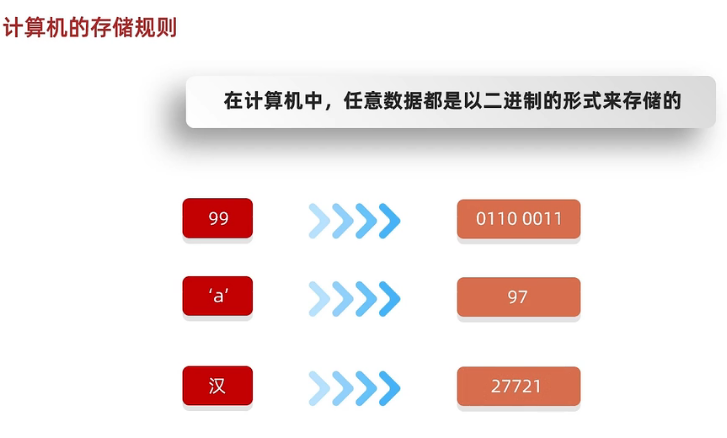 计算机的存储规则
在计算机中，任意数据都是以二进制的形式来存储的
99
0110 0011
‘a’
97
汉
27721